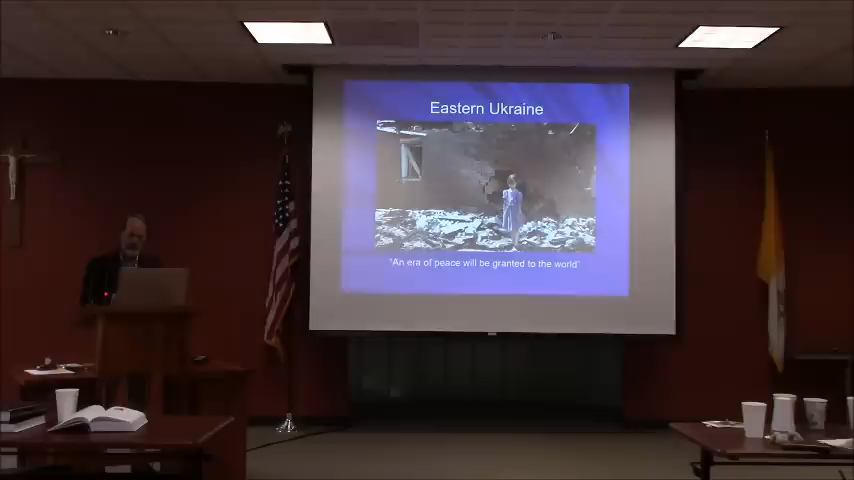 Eastern Ukraine
"An era of peace will be granted to the world"